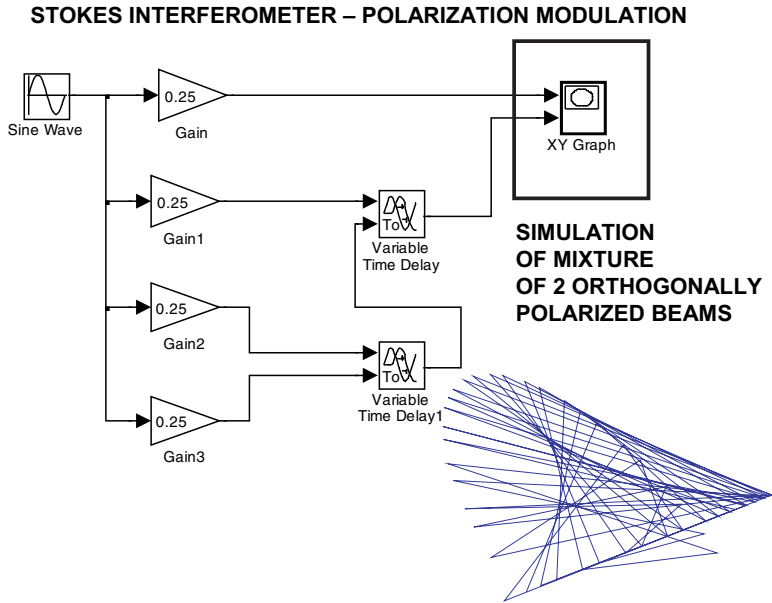 STOKES INTERFEROMETER – POLARIZATION MODULATION
0.25
Sine Wave
Gain
XY Graph
0.25
Gain1
To
Variable
Time Delay
SIMULATION
OF MIXTURE
OF 2 ORTHOGONALLY
POLARIZED BEAMS
0.25
Gain2
To
Variable
Time Delay1
0.25
Gain3